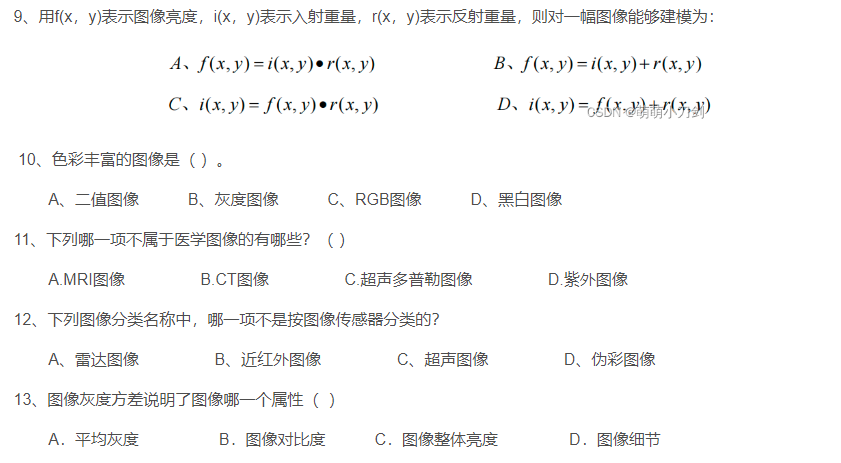 9、用f(x，y)表示图像亮度，i(x，y)表示入射重量，r(x，y)表示反射重量，则对一幅图像能够建模为：
A、f(x,y)=i(x,y)•r(x,y) B、f(x,y)=i(x,y)+r(x,y)
C、i(x,y)=f(x,y)•r(x,y) D、i(x,y)=f(x,y)+r(x,y)
CSDN @萌萌小刀剑
10、色彩丰富的图像是（ ）。
A、二值图像 B、灰度图像 C、RGB图像 D、黑白图像
11、下列哪一项不属于医学图像的有哪些？（ ）
A.MRI图像 B.CT图像 C.超声多普勒图像 D.紫外图像
12、下列图像分类名称中，哪一项不是按图像传感器分类的？
A、雷达图像 B、近红外图像 C、超声图像 D、伪彩图像
13、图像灰度方差说明了图像哪一个属性（ ）
A．平均灰度 B．图像对比度 C．图像整体亮度 D．图像细节